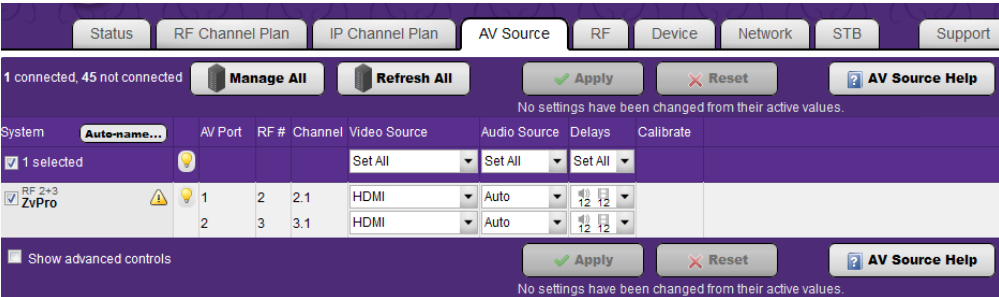 Status RF Channel Plan IP Channel Plan AV Source RF Device Network STB Support
1 connected, 45 not connected Manage All Refresh All Apply Reset AV Source Help
No settings have been changed from their active values.
System Auto-name... AV Port RF # Channel Video Source Audio Source Delays Calibrate
1 selected Set All Set All Set All
RF 2+3
ZvPro 1 2 2.1 HDMI Auto 12 12
2 3 3.1 HDMI Auto 12 12
Show advanced controls Apply Reset AV Source Help
No settings have been changed from their active values.